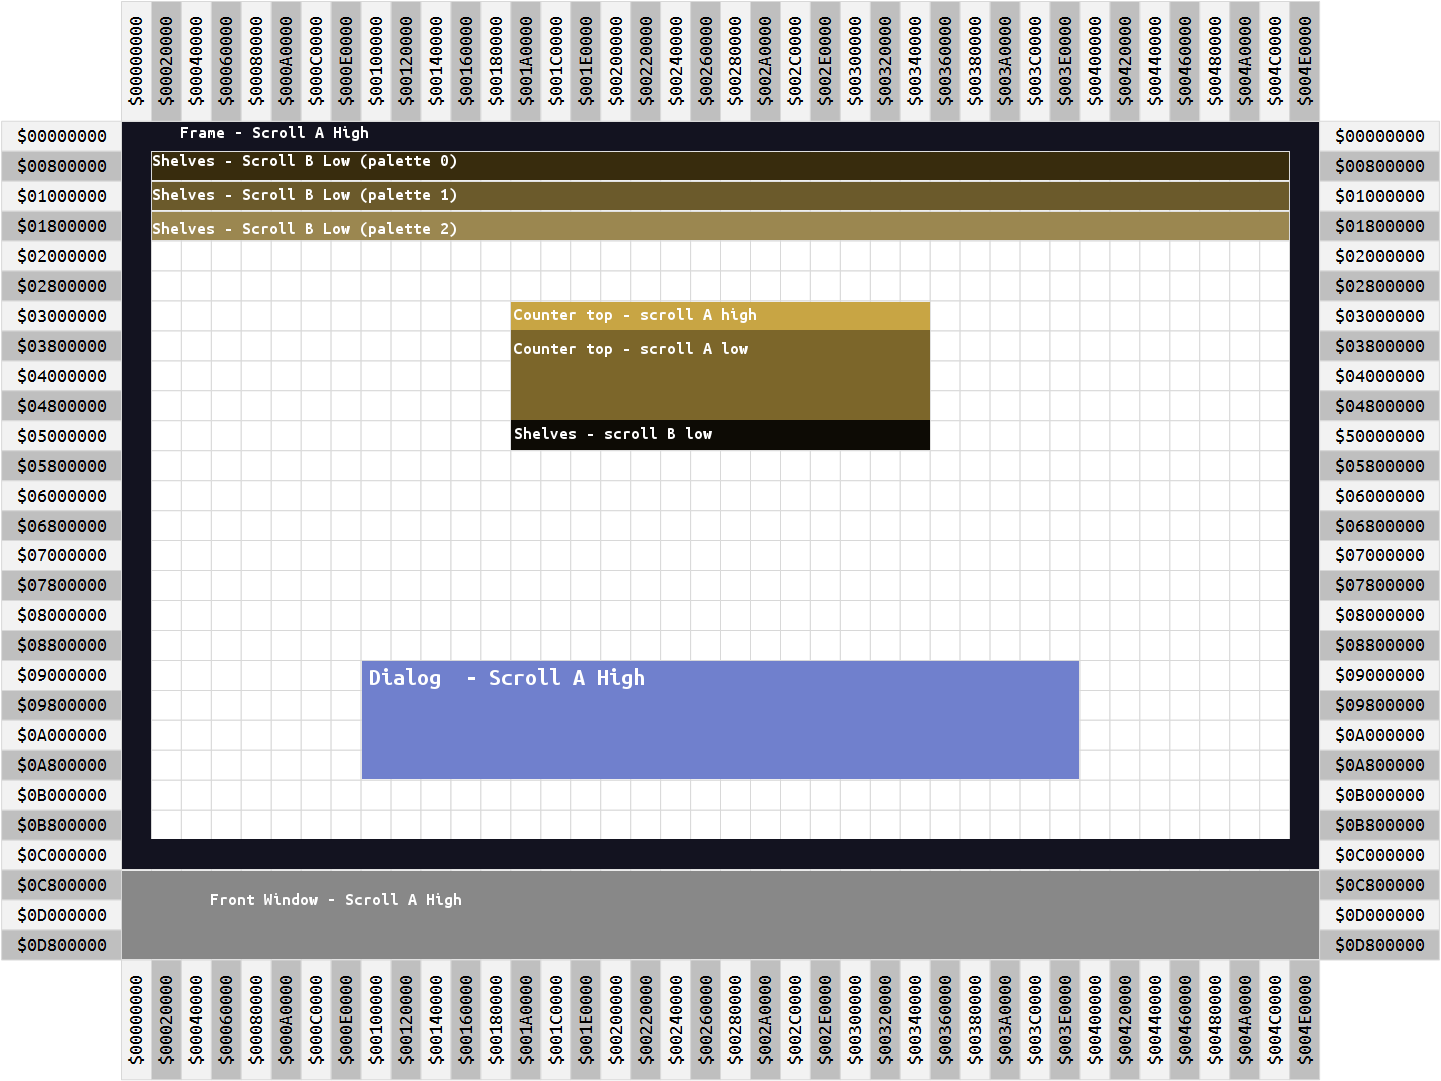 $00000000 $00020000 $00040000 $00060000 $00080000 $000A0000 $000C0000 $000E0000 $00100000 $00120000 $00140000 $00160000 $00180000 $001A0000 $001C0000 $001E0000 $00200000 $00220000 $00240000 $00260000 $00280000 $002A0000 $002C0000 $002E0000 $00300000 $00320000 $00340000 $00360000 $00380000 $003A0000 $003C0000 $003E0000 $00400000 $00420000 $00440000 $00460000 $00480000 $004A0000 $004C0000 $004E0000
$00000000 Frame - Scroll A High $00000000
$00800000 Shelves - Scroll B Low (palette 0) $00800000
$01000000 Shelves - Scroll B Low (palette 1) $01000000
$01800000 Shelves - Scroll B Low (palette 2) $01800000
$02000000 $02000000
$02800000 $02800000
$03000000 Counter top - scroll A high $03000000
$03800000 Counter top - scroll A low $03800000
$04000000 $04000000
$04800000 $04800000
$05000000 Shelves - scroll B low $50000000
$05800000 $05800000
$06000000 $06000000
$06800000 $06800000
$07000000 $07000000
$07800000 $07800000
$08000000 $08000000
$08800000 $08800000
$09000000 Dialog  - Scroll A High $09000000
$09800000 $09800000
$0A000000 $0A000000
$0A800000 $0A800000
$0B000000 $0B000000
$0B800000 $0B800000
$0C000000 $0C000000
$0C800000 $0C800000
$0D000000 Front Window - Scroll A High $0D000000
$0D800000 $0D800000
$00000000 $00020000 $00040000 $00060000 $00080000 $000A0000 $000C0000 $000E0000 $00100000 $00120000 $00140000 $00160000 $00180000 $001A0000 $001C0000 $001E0000 $00200000 $00220000 $00240000 $00260000 $00280000 $002A0000 $002C0000 $002E0000 $00300000 $00320000 $00340000 $00360000 $00380000 $003A0000 $003C0000 $003E0000 $00400000 $00420000 $00440000 $00460000 $00480000 $004A0000 $004C0000 $004E0000